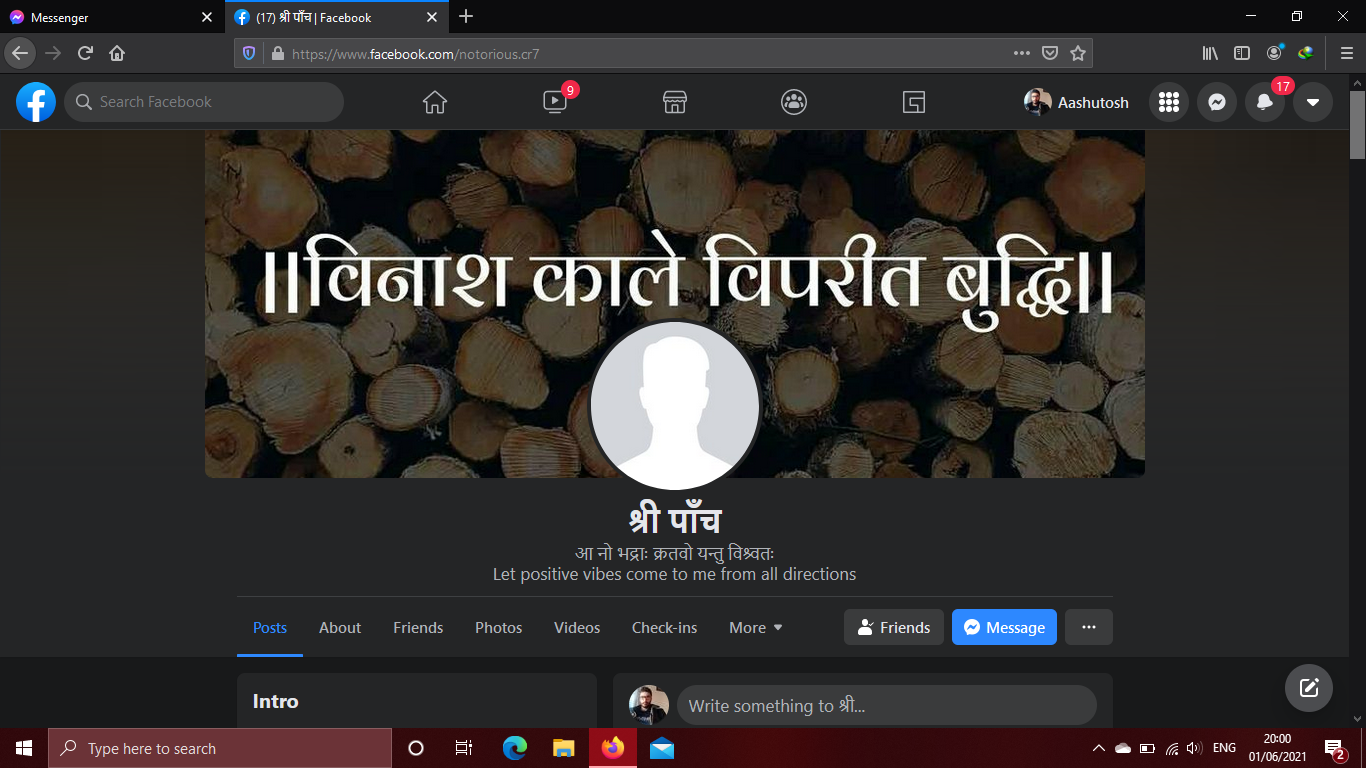 Messenger
(17) श्री पाँच | Facebook
https://www.facebook.com/notorious.cr7
Search Facebook
9
Aashutosh
17
||विनाश काले विपरीत बुद्धि||
श्री पाँच
आ नो भद्राः क्रतवो यन्तु विश्र्वतः
Let positive vibes come to me from all directions
Posts
About
Friends
Photos
Videos
Check-ins
More
Friends
Message
Intro
Write something to श्री...
Type here to search
ENG
20:00
01/06/2021
2